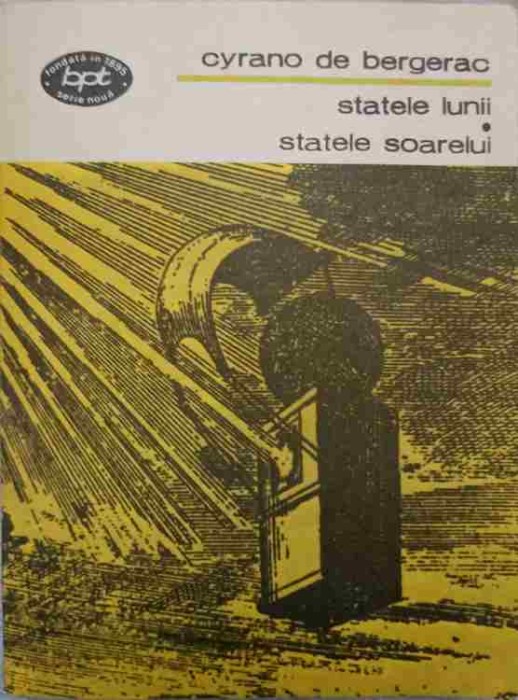 fondată în 1895
bpt
serie nouă
cyrano de bergerac
statele lunii
•
statele soarelui